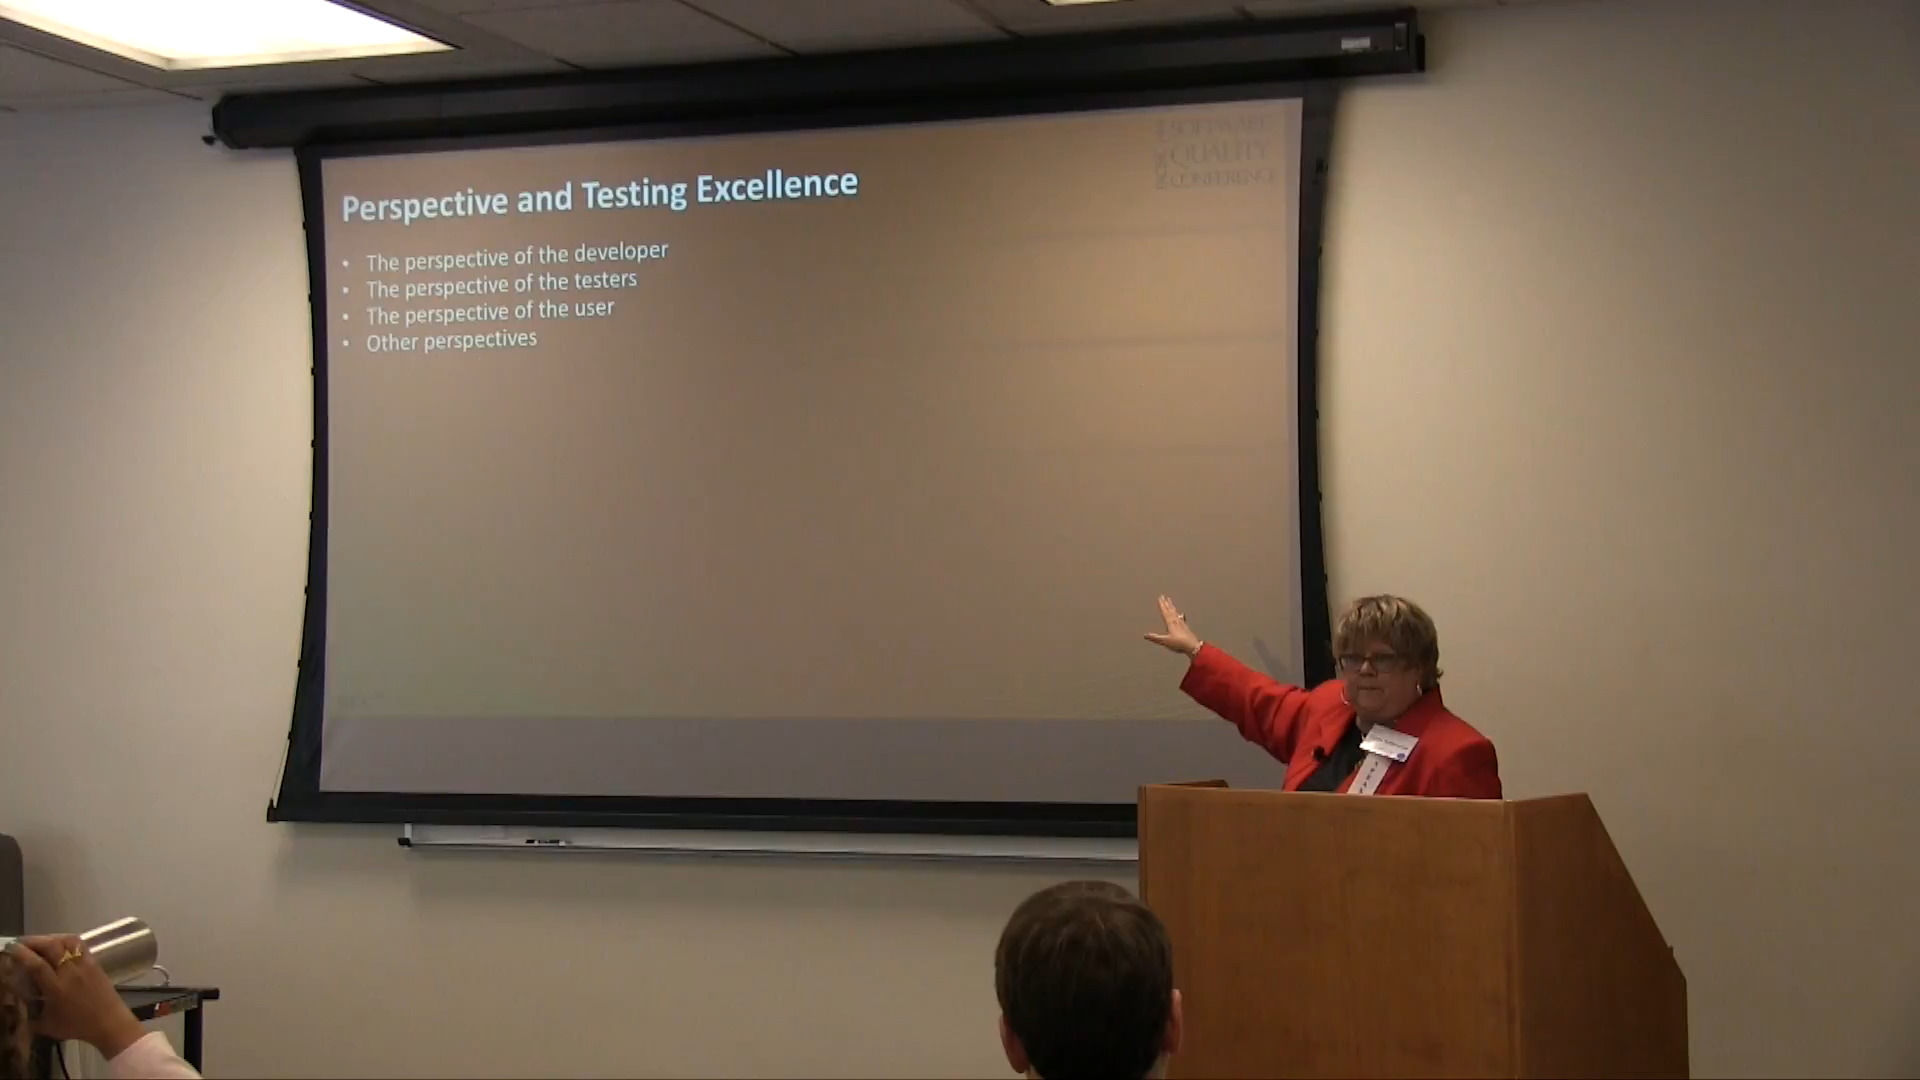 SOFTWARE
QUALITY
CONFERENCE
Perspective and Testing Excellence
• The perspective of the developer
• The perspective of the testers
• The perspective of the user
• Other perspectives